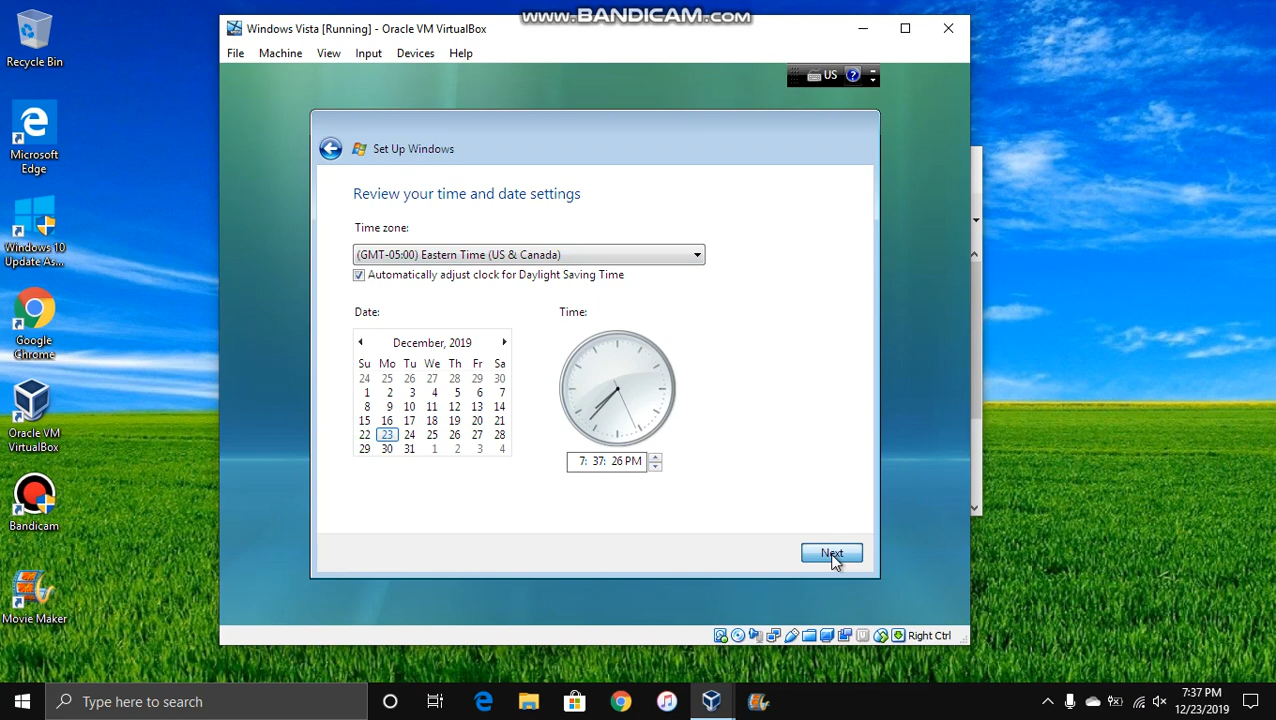 www.BANDICAM.com
Recycle Bin
Microsoft
Edge
Windows 10
Update As...
Google
Chrome
Oracle VM
VirtualBox
Bandicam
Movie Maker
Windows Vista [Running] - Oracle VM VirtualBox
File Machine View Input Devices Help
US
Set Up Windows
Review your time and date settings
Time zone:
(GMT-05:00) Eastern Time (US & Canada)
Automatically adjust clock for Daylight Saving Time
Date:
December, 2019
Su Mo Tu We Th Fr Sa
24 25 26 27 28 29 30
1 2 3 4 5 6 7
8 9 10 11 12 13 14
15 16 17 18 19 20 21
22 23 24 25 26 27 28
29 30 31 1 2 3 4
Time:
7: 37: 26 PM
Next
Right Ctrl
Type here to search
7:37 PM
12/23/2019